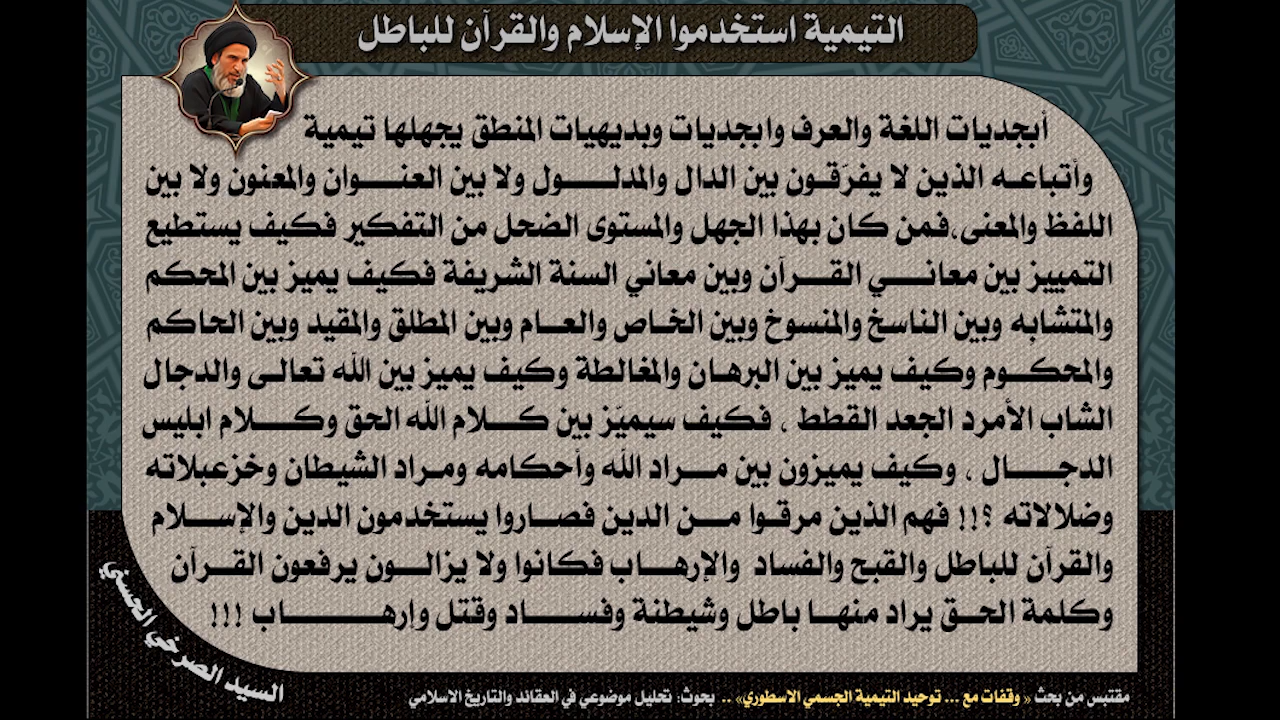 التيمية استخدموا الإسلام والقرآن للباطل
أبجديات اللغة والعرف وابجديات وبديهيات المنطق يجهلها تيمية
وأتباعه الذين لا يفرّقون بين الدال والمدلول ولا بين العنوان والمعنون ولا بين
اللفظ والمعنى،فمن كان بهذا الجهل والمستوى الضحل من التفكير فكيف يستطيع
التمييز بين معاني القرآن وبين معاني السنة الشريفة فكيف يميز بين المحكم
والمتشابه وبين الناسخ والمنسوخ وبين الخاص والعام وبين المطلق والمقيد وبين الحاكم
والمحكوم وكيف يميز بين البرهان والمغالطة وكيف يميز بين الله تعالى والدجال
الشاب الأمرد الجعد القطط ، فكيف سيميّز بين كلام الله الحق وكلام ابليس
الدجال ، وكيف يميزون بين مراد الله وأحكامه ومراد الشيطان وخزعبلاته
وضلالاته ؟!! فهم الذين مرقوا من الدين فصاروا يستخدمون الدين والإسلام
والقرآن للباطل والقبح والفساد والإرهاب فكانوا ولا يزالون يرفعون القرآن
وكلمة الحق يراد منها باطل وشيطنة وفساد وقتل وإرهاب !!!
السيد الصرخي الحسني
مقتبس من بحث « وقفات مع ... توحيد التيمية الجسمي الاسطوري» .. بحوث: تحليل موضوعي في العقائد والتاريخ الاسلامي